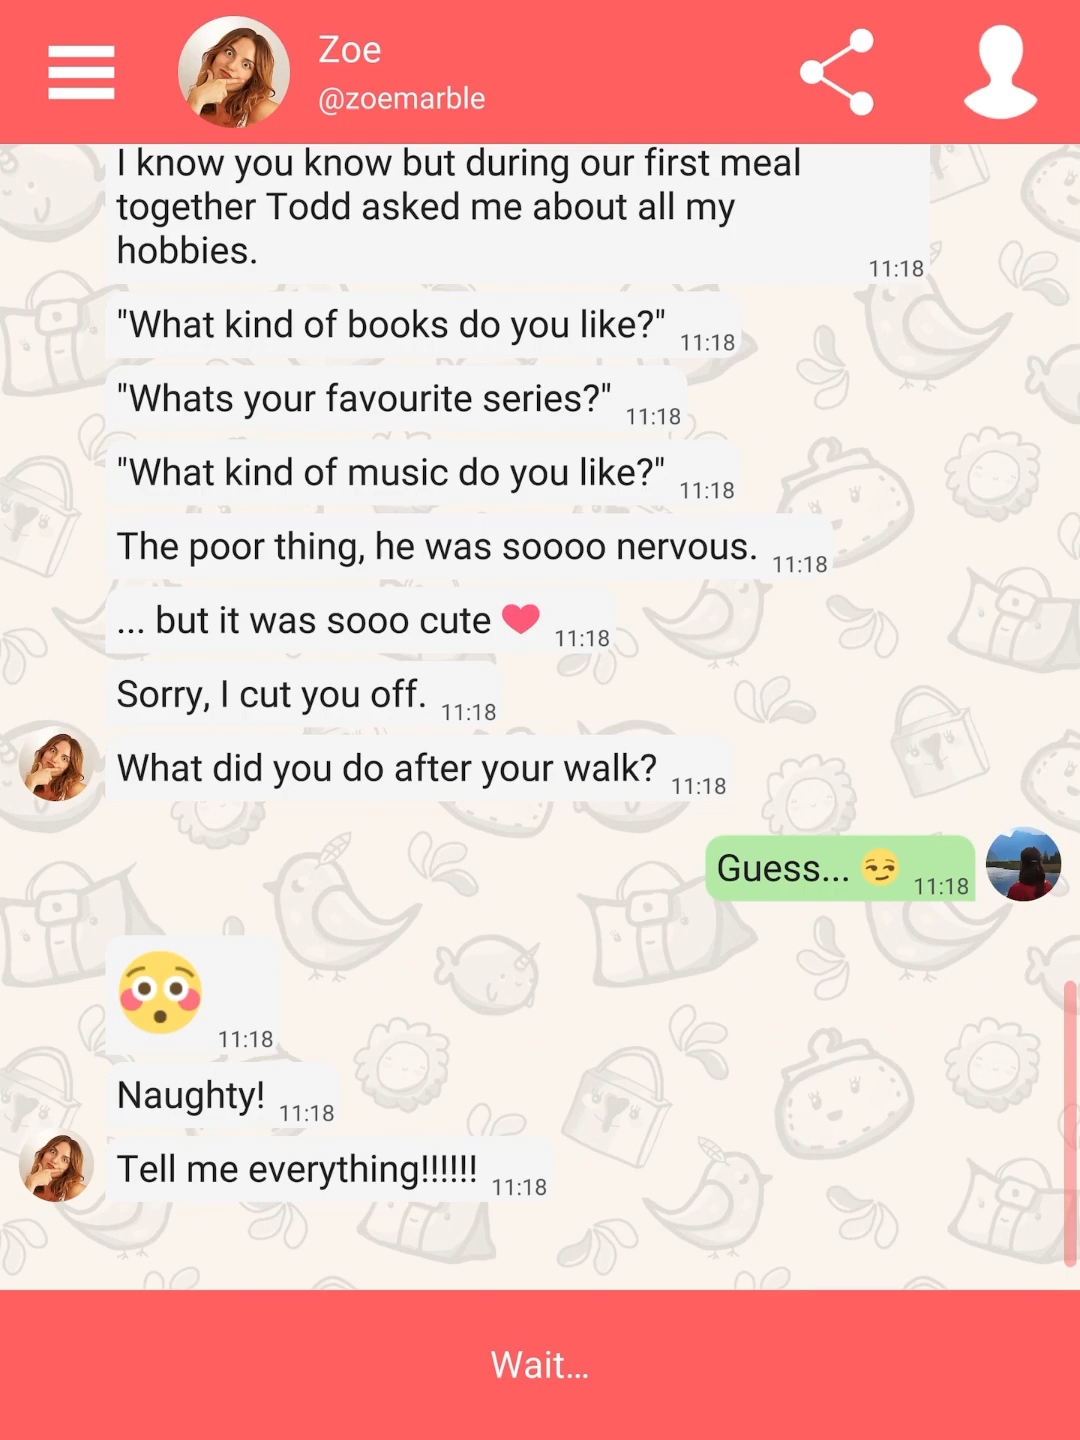 Zoe
@zoemarble
I know you know but during our first meal
together Todd asked me about all my
hobbies.
11:18
"What kind of books do you like?" 11:18
"Whats your favourite series?" 11:18
"What kind of music do you like?" 11:18
The poor thing, he was soooo nervous. 11:18
... but it was sooo cute ❤ 11:18
Sorry, I cut you off. 11:18
What did you do after your walk? 11:18
Guess... 😏 11:18
😳 11:18
Naughty! 11:18
Tell me everything!!!!!! 11:18
Wait...